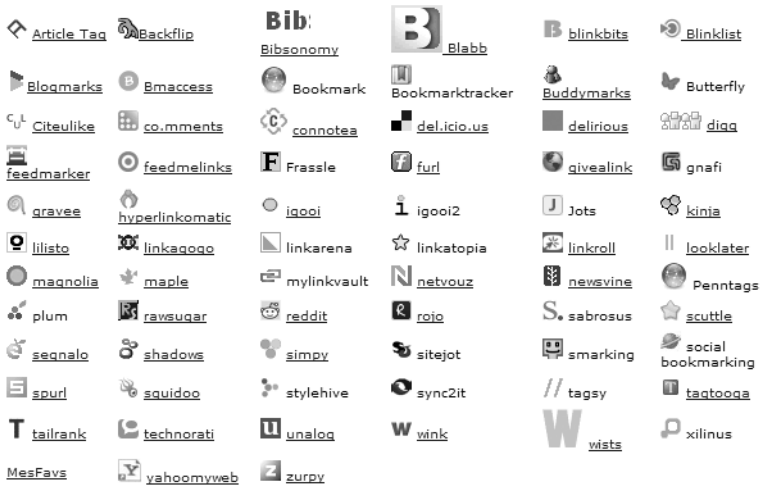 Article Tag Backflip Bib: Bibsonomy B Blabb B blinkbits Blinklist
Blogmarks B Bmaccess Bookmark Bookmarktracker Buddymarks Butterfly
CUL Citeulike co.mments C connotea del.icio.us delirious digg
feedmarker feedmelinks F Frassle f furl givealink G gnafi
gravee hyperlinkomatic igooi i igooi2 J Jots kinja
lilisto linkagogo linkarena linkatopia linkroll looklater
magnolia maple mylinkvault N netvouz newsvine Penntags
plum Rs rawsugar reddit R rojo S. sabrosus scuttle
segnalo shadows simpy sitejot smarking social bookmarking
S spurl squidoo stylehive sync2it // tagsy T tagtooga
T tailrank technorati u unalog w wink W wists xilinus
MesFavs Y yahoomyweb z zurpy